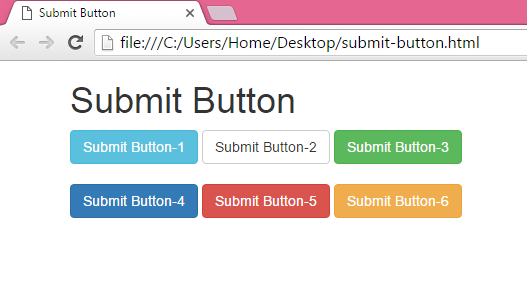 Submit Button
file:///C:/Users/Home/Desktop/submit-button.html
Submit Button
Submit Button-1 Submit Button-2 Submit Button-3
Submit Button-4 Submit Button-5 Submit Button-6